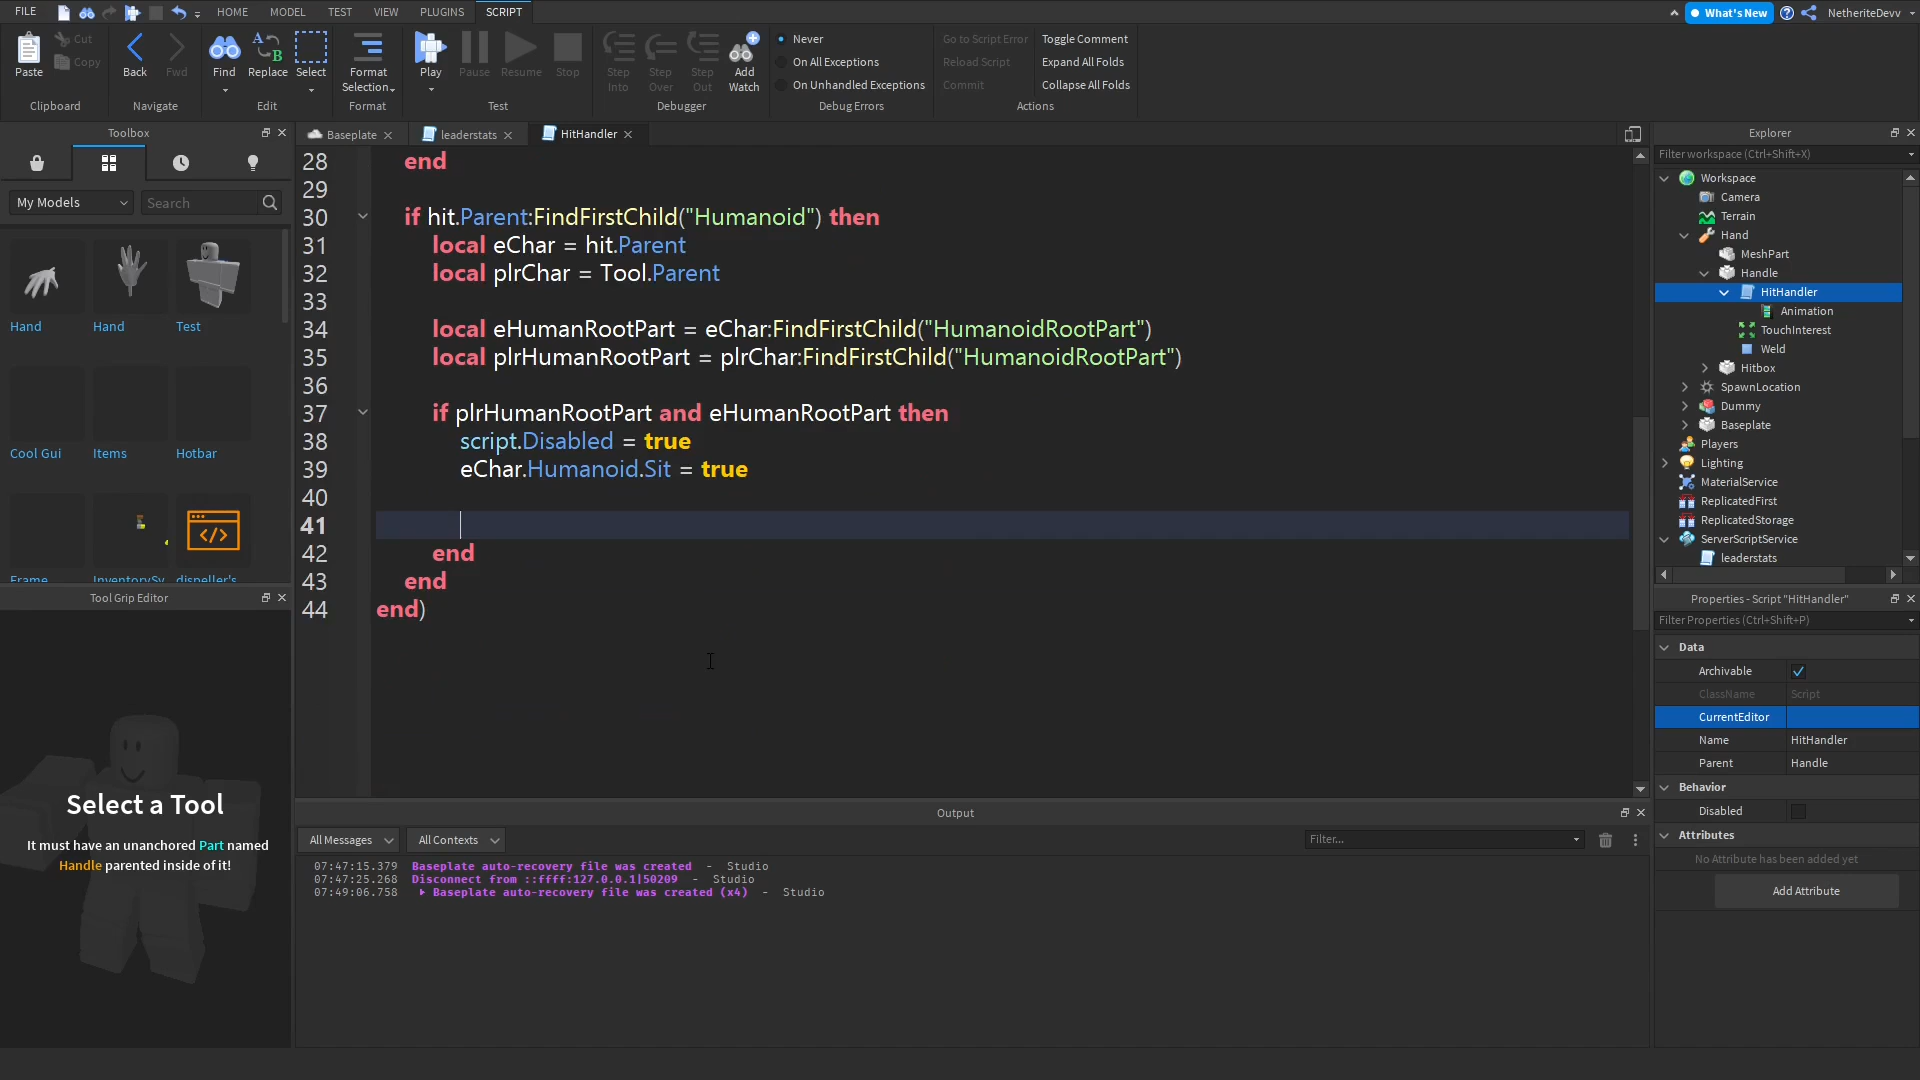 FILE HOME MODEL TEST VIEW PLUGINS SCRIPT What's New NetheriteDevv
Paste Cut Copy Clipboard
Back Fwd Navigate
Find Replace Select Edit
Format Selection Format
Play Pause Resume Stop Test
Step Into Step Over Step Out Add Watch Debugger
Never
On All Exceptions
On Unhandled Exceptions
Debug Errors
Go to Script Error Toggle Comment
Reload Script Expand All Folds
Commit Collapse All Folds
Actions
Toolbox
My Models Search
Hand Hand Test
Cool Gui Items Hotbar
Frame InventorySy dispeller's
Tool Grip Editor
Select a Tool
It must have an unanchored Part named
Handle parented inside of it!
Baseplate leaderstats HitHandler
28 end
29
30 if hit.Parent:FindFirstChild("Humanoid") then
31 local eChar = hit.Parent
32 local plrChar = Tool.Parent
33
34 local eHumanRootPart = eChar:FindFirstChild("HumanoidRootPart")
35 local plrHumanRootPart = plrChar:FindFirstChild("HumanoidRootPart")
36
37 if plrHumanRootPart and eHumanRootPart then
38 script.Disabled = true
39 eChar.Humanoid.Sit = true
40
41
42 end
43 end
44 end)
Output
All Messages All Contexts Filter...
07:47:15.379 Baseplate auto-recovery file was created - Studio
07:47:25.268 Disconnect from ::ffff:127.0.0.1|50209 - Studio
07:49:06.758 Baseplate auto-recovery file was created (x4) - Studio
Explorer
Filter workspace (Ctrl+Shift+X)
Workspace
Camera
Terrain
Hand
MeshPart
Handle
HitHandler
Animation
TouchInterest
Weld
Hitbox
SpawnLocation
Dummy
Baseplate
Players
Lighting
MaterialService
ReplicatedFirst
ReplicatedStorage
ServerScriptService
leaderstats
Properties - Script "HitHandler"
Filter Properties (Ctrl+Shift+P)
Data
Archivable
ClassName Script
CurrentEditor
Name HitHandler
Parent Handle
Behavior
Disabled
Attributes
No Attribute has been added yet
Add Attribute